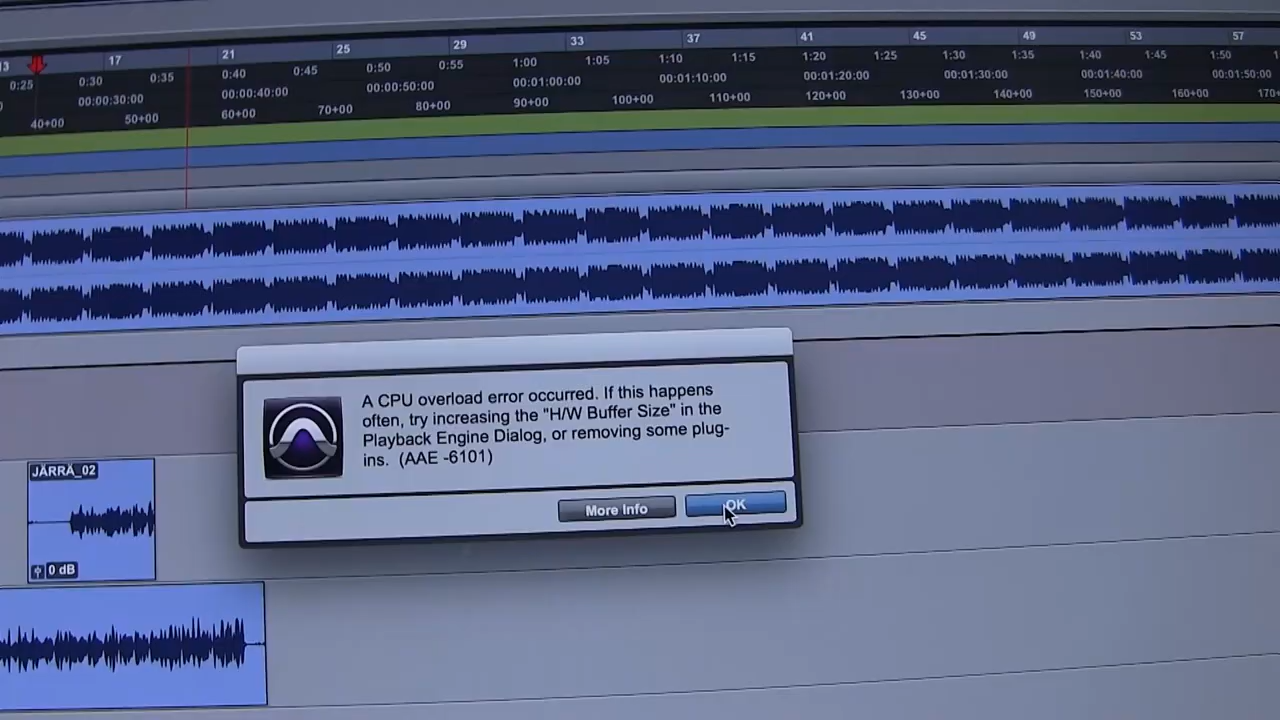 13 17 21 25 29 33 37 41 45 49 53 57
0:25 0:30 0:35 0:40 0:45 0:50 0:55 1:00 1:05 1:10 1:15 1:20 1:25 1:30 1:35 1:40 1:45 1:50
00:00:30:00 00:00:40:00 00:00:50:00 00:01:00:00 00:01:10:00 00:01:20:00 00:01:30:00 00:01:40:00 00:01:50:00
40+00 50+00 60+00 70+00 80+00 90+00 100+00 110+00 120+00 130+00 140+00 150+00 160+00
A CPU overload error occurred. If this happens
often, try increasing the "H/W Buffer Size" in the
Playback Engine Dialog, or removing some plug-
ins. (AAE -6101)
More Info OK
JÄRRÄ_02
0 dB